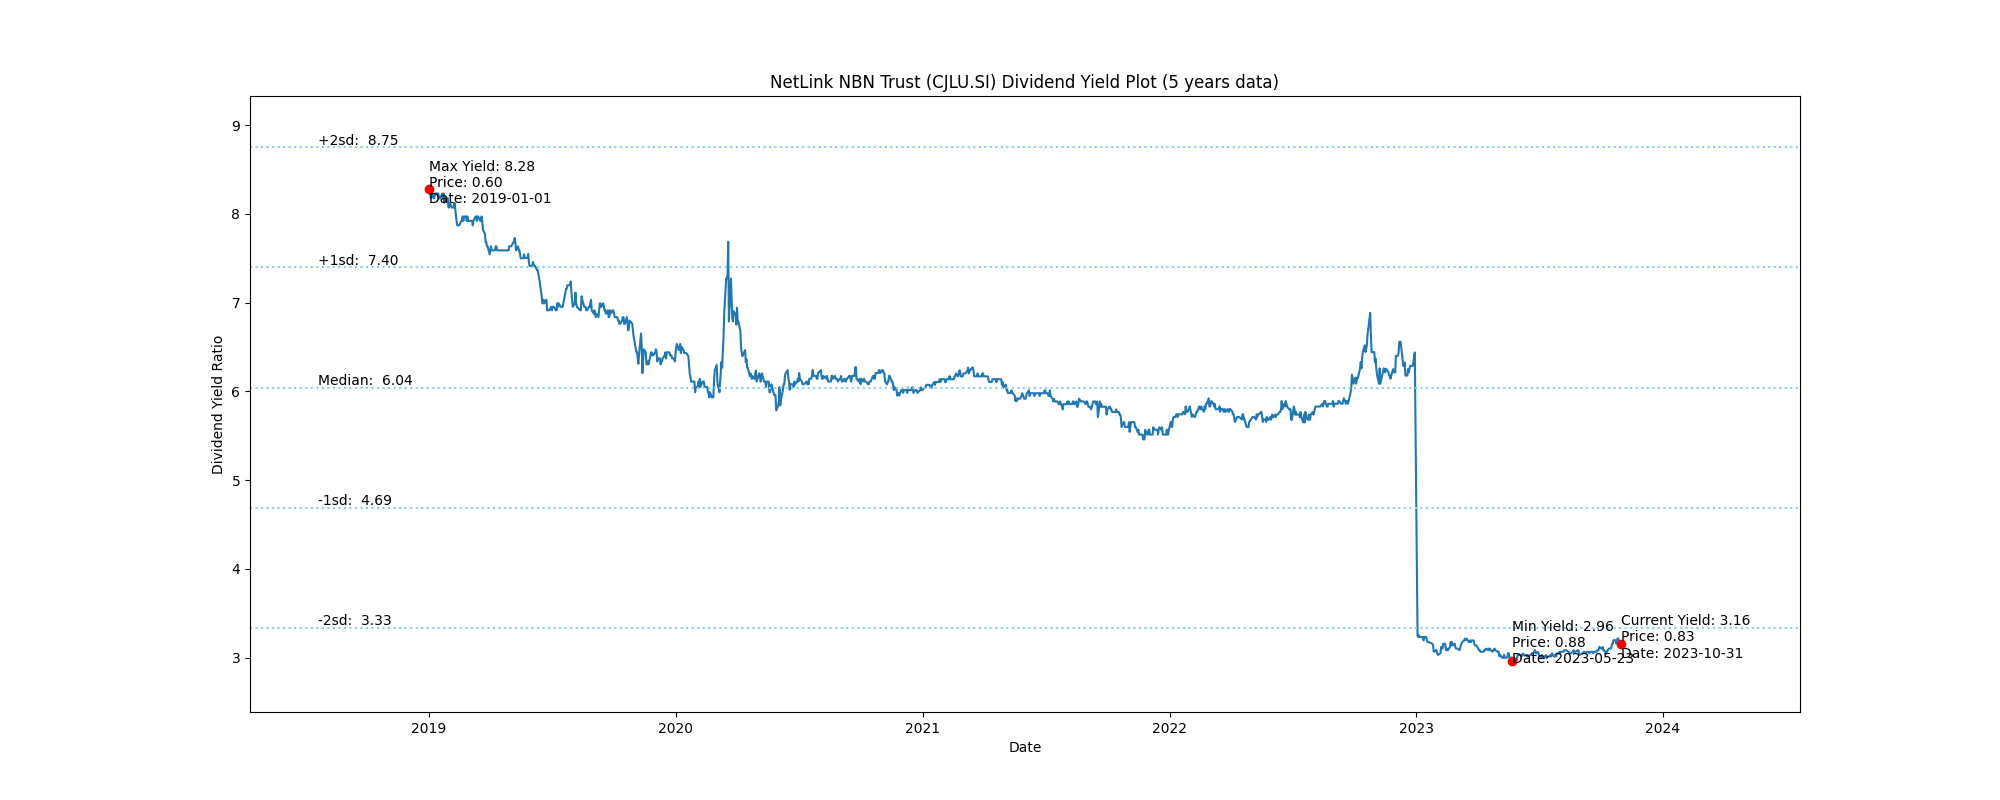 NetLink NBN Trust (CJLU.SI) Dividend Yield Plot (5 years data)
Dividend Yield Ratio
9
8
7
6
5
4
3
+2sd:  8.75
Max Yield: 8.28
Price: 0.60
Date: 2019-01-01
+1sd:  7.40
Median:  6.04
-1sd:  4.69
-2sd:  3.33
Min Yield: 2.96
Price: 0.88
Date: 2023-05-23
Current Yield: 3.16
Price: 0.83
Date: 2023-10-31
2019
2020
2021
2022
2023
2024
Date